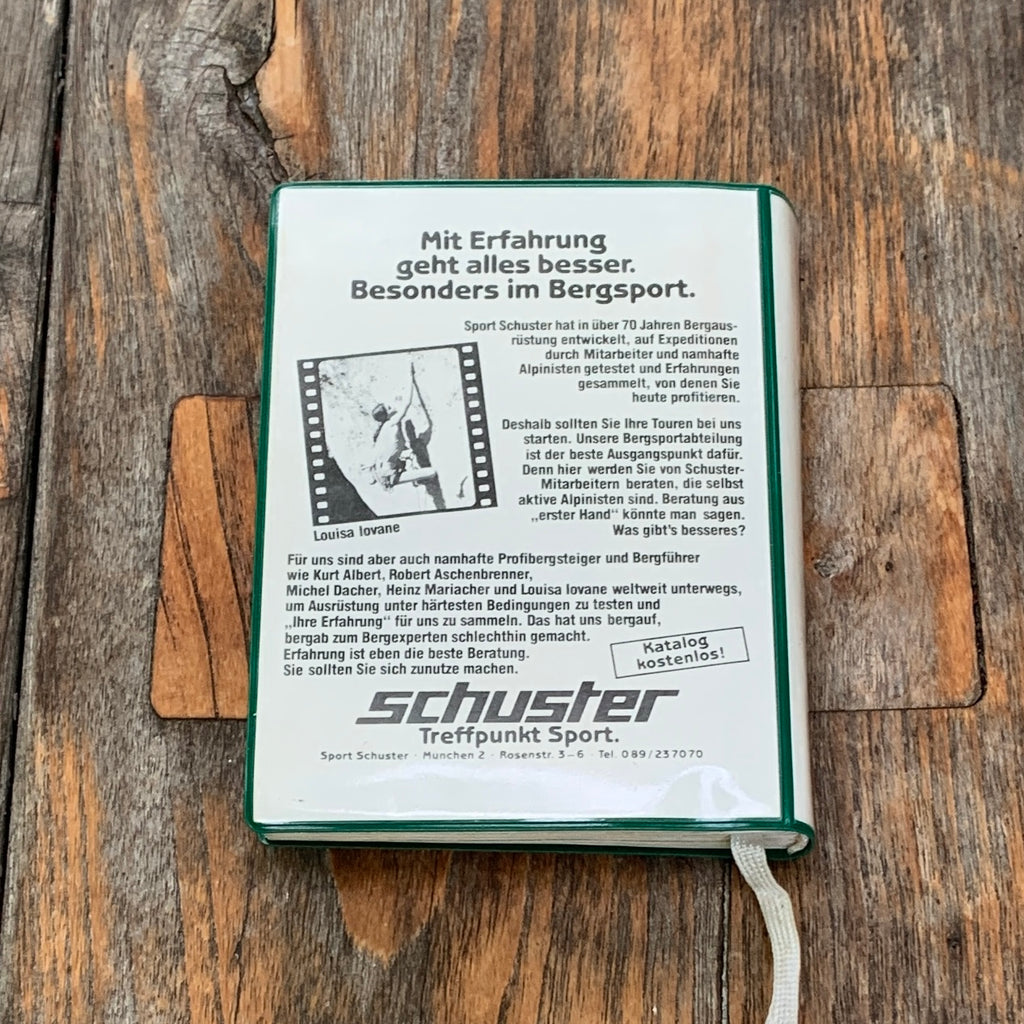 Mit Erfahrung
geht alles besser.
Besonders im Bergsport.
Sport Schuster hat in über 70 Jahren Bergaus-
rüstung entwickelt, auf Expeditionen
durch Mitarbeiter und namhafte
Alpinisten getestet und Erfahrungen
gesammelt, von denen Sie
heute profitieren.
Deshalb sollten Sie Ihre Touren bei uns
starten. Unsere Bergsportabteilung
ist der beste Ausgangspunkt dafür.
Denn hier werden Sie von Schuster-
Mitarbeitern beraten, die selbst
aktive Alpinisten sind. Beratung aus
„erster Hand“ könnte man sagen.
Was gibt's besseres?
Louisa Iovane
Für uns sind aber auch namhafte Profibergsteiger und Bergführer
wie Kurt Albert, Robert Aschenbrenner,
Michel Dacher, Heinz Mariacher und Louisa Iovane weltweit unterwegs,
um Ausrüstung unter härtesten Bedingungen zu testen und
„Ihre Erfahrung“ für uns zu sammeln. Das hat uns bergauf,
bergab zum Bergexperten schlechthin gemacht.
Erfahrung ist eben die beste Beratung.
Sie sollten Sie sich zunutze machen.
Katalog
kostenlos!
schuster
Treffpunkt Sport.
Sport Schuster · München 2 · Rosenstr. 3–6 · Tel. 089/237070